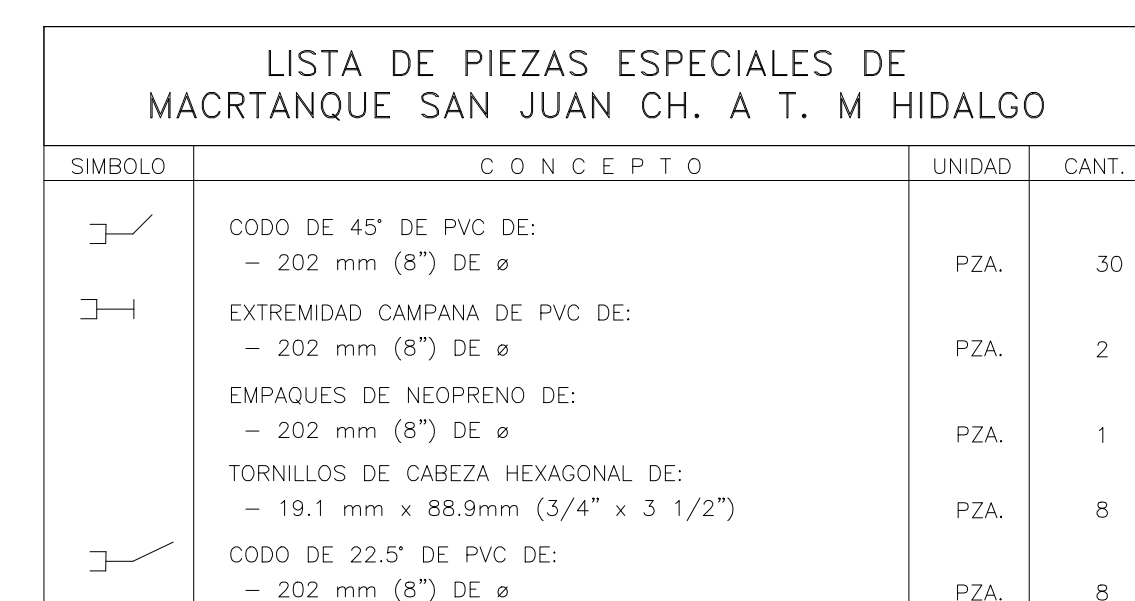 LISTA DE PIEZAS ESPECIALES DE
MACRTANQUE SAN JUAN CH. A T. M HIDALGO
SIMBOLO C O N C E P T O UNIDAD CANT.
CODO DE 45° DE PVC DE:
– 202 mm (8”) DE ø PZA. 30
EXTREMIDAD CAMPANA DE PVC DE:
– 202 mm (8”) DE ø PZA. 2
EMPAQUES DE NEOPRENO DE:
– 202 mm (8”) DE ø PZA. 1
TORNILLOS DE CABEZA HEXAGONAL DE:
– 19.1 mm x 88.9mm (3/4” x 3 1/2”) PZA. 8
CODO DE 22.5° DE PVC DE:
– 202 mm (8”) DE ø PZA. 8